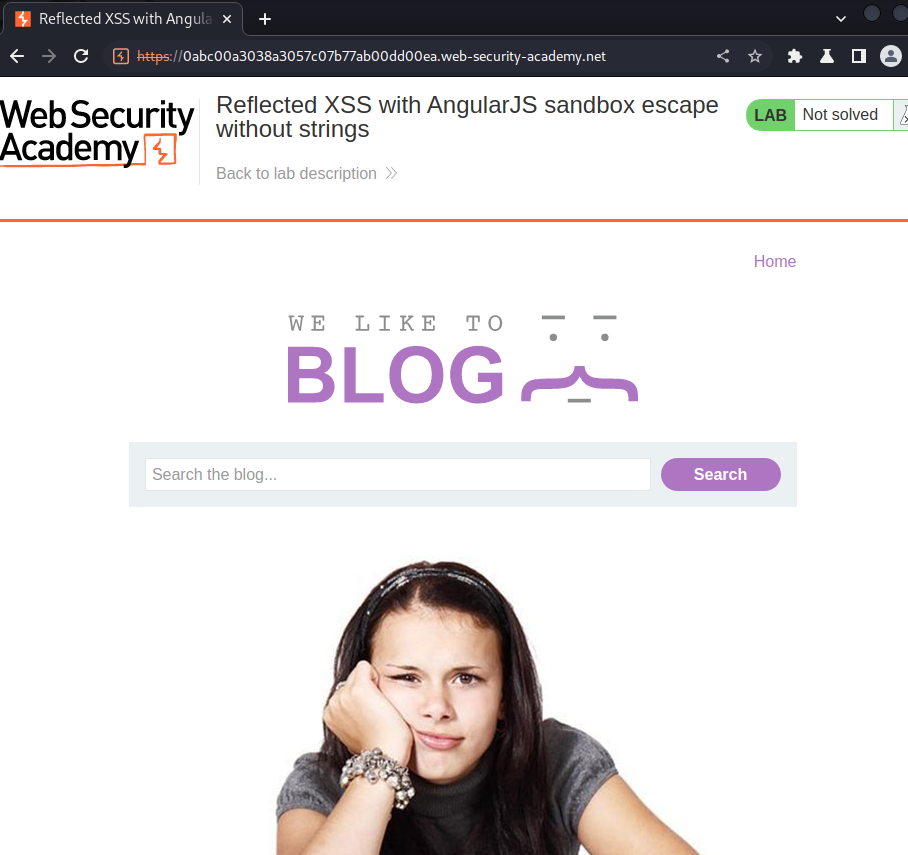 Reflected XSS with Angula
https://0abc00a3038a3057c07b77ab00dd00ea.web-security-academy.net
Web Security
Academy
Reflected XSS with AngularJS sandbox escape
without strings
LAB Not solved
Back to lab description
Home
WE LIKE TO
BLOG
Search the blog...
Search